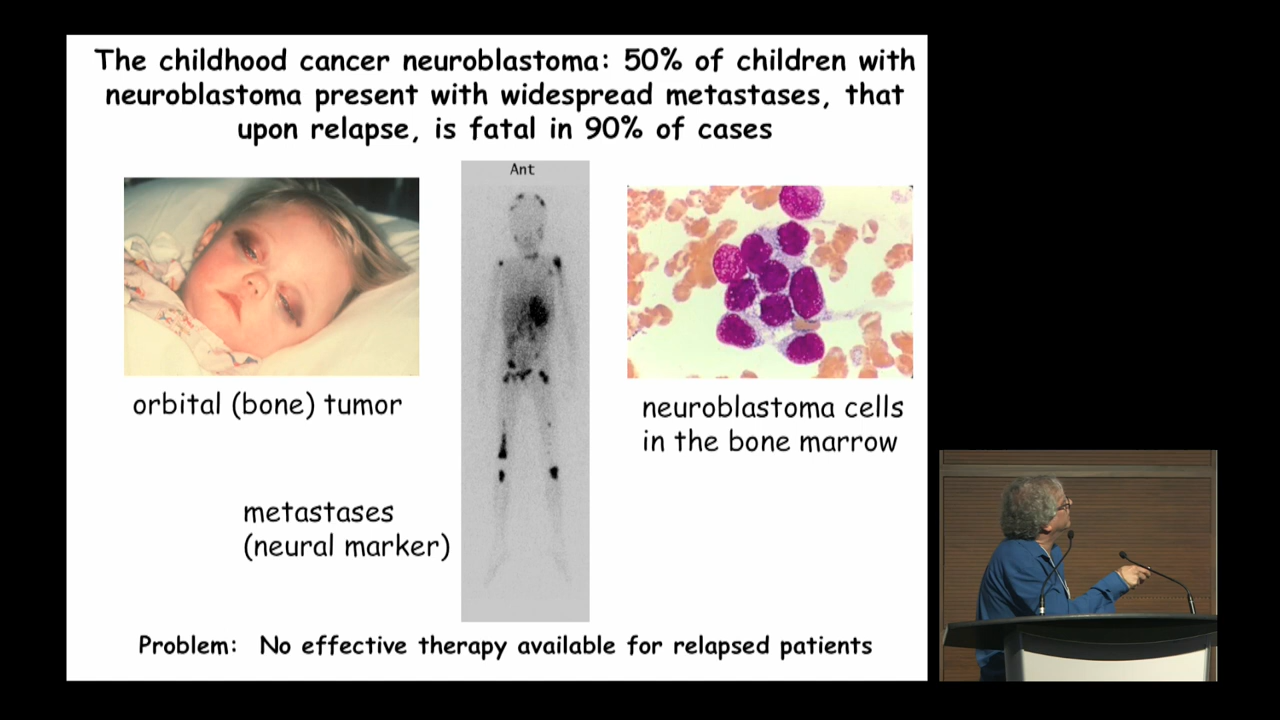 The childhood cancer neuroblastoma: 50% of children with
neuroblastoma present with widespread metastases, that
upon relapse, is fatal in 90% of cases
Ant
orbital (bone) tumor
neuroblastoma cells
in the bone marrow
metastases
(neural marker)
Problem: No effective therapy available for relapsed patients